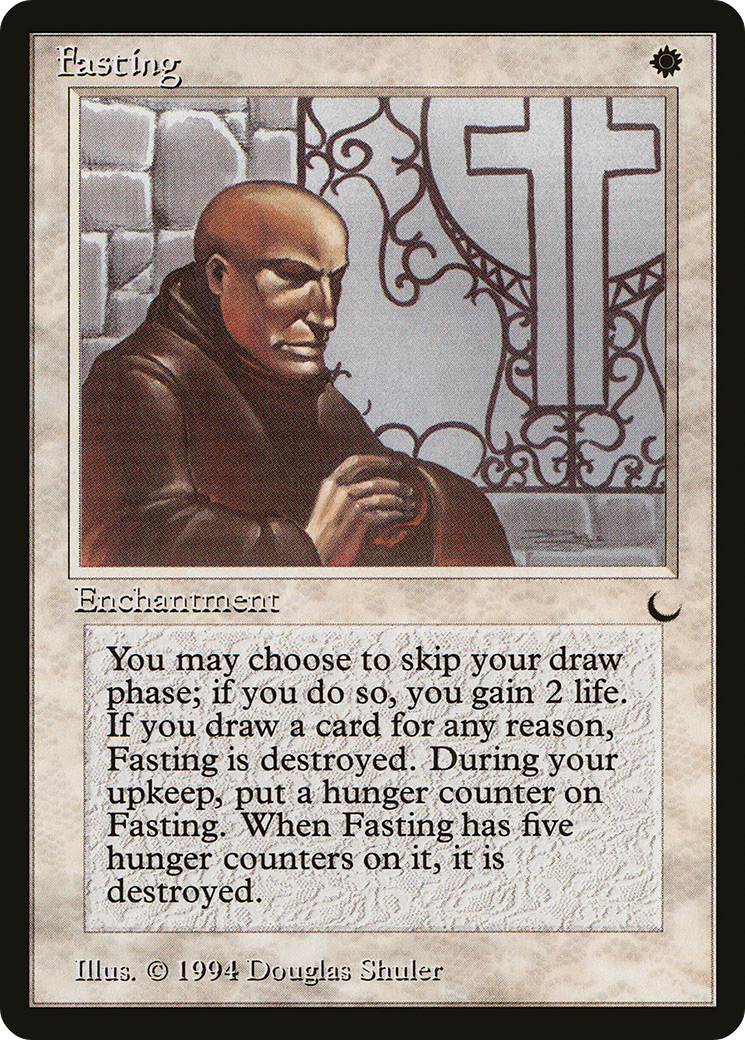 Fasting
Enchantment
You may choose to skip your draw
phase; if you do so, you gain 2 life.
If you draw a card for any reason,
Fasting is destroyed. During your
upkeep, put a hunger counter on
Fasting. When Fasting has five
hunger counters on it, it is
destroyed.
Illus. © 1994 Douglas Shuler